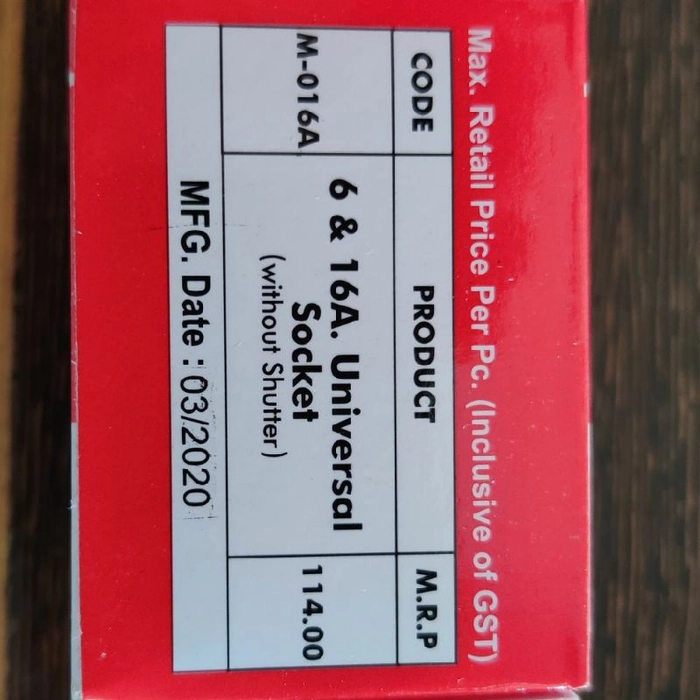 Max. Retail Price Per Pc. (Inclusive of GST)
CODE PRODUCT M.R.P
M-016A 6 & 16A. Universal Socket (without Shutter) 114.00
MFG. Date : 03/2020